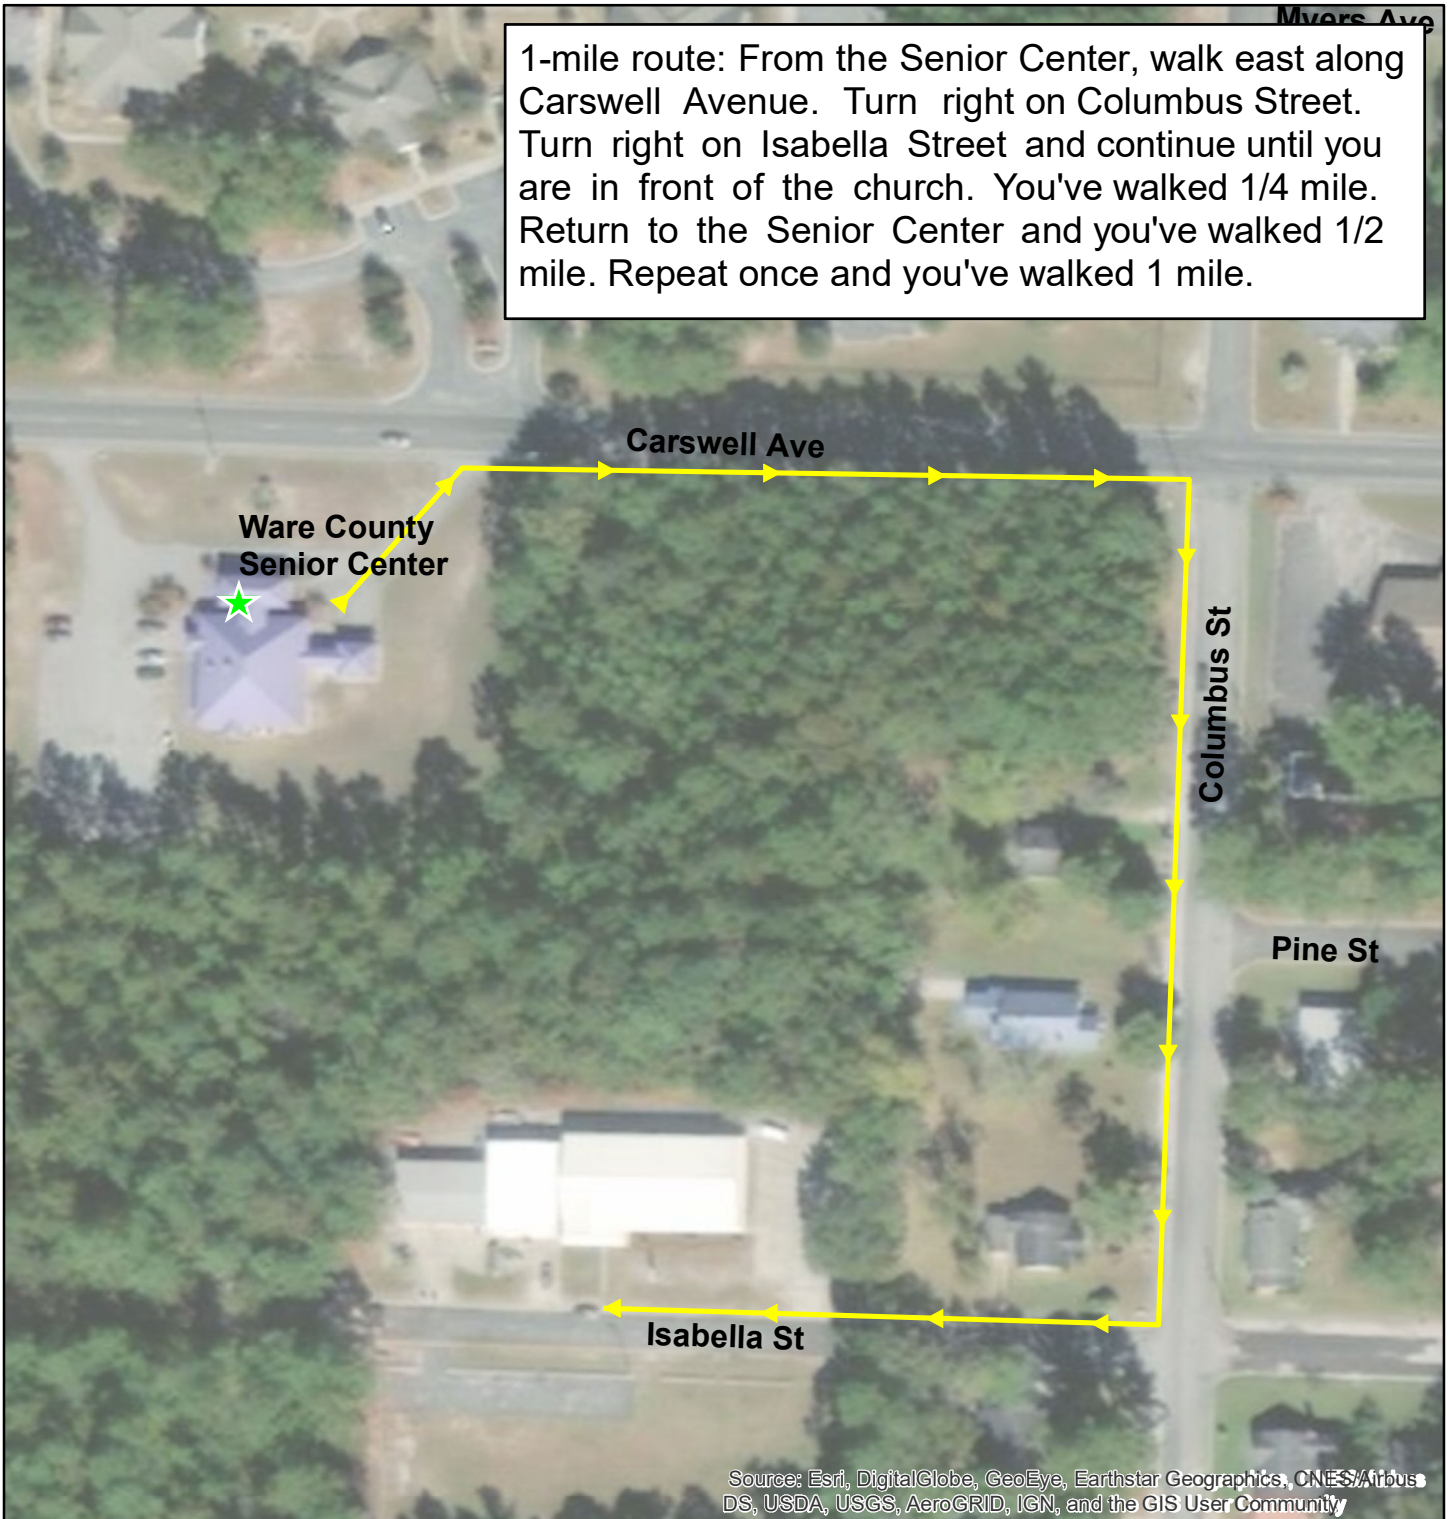 Myers Ave
1-mile route: From the Senior Center, walk east along
Carswell Avenue. Turn right on Columbus Street.
Turn right on Isabella Street and continue until you
are in front of the church. You've walked 1/4 mile.
Return to the Senior Center and you've walked 1/2
mile. Repeat once and you've walked 1 mile.
Carswell Ave
Ware County
Senior Center
Columbus St
Pine St
Isabella St
Source: Esri, DigitalGlobe, GeoEye, Earthstar Geographics, CNES/Airbus
DS, USDA, USGS, AeroGRID, IGN, and the GIS User Community